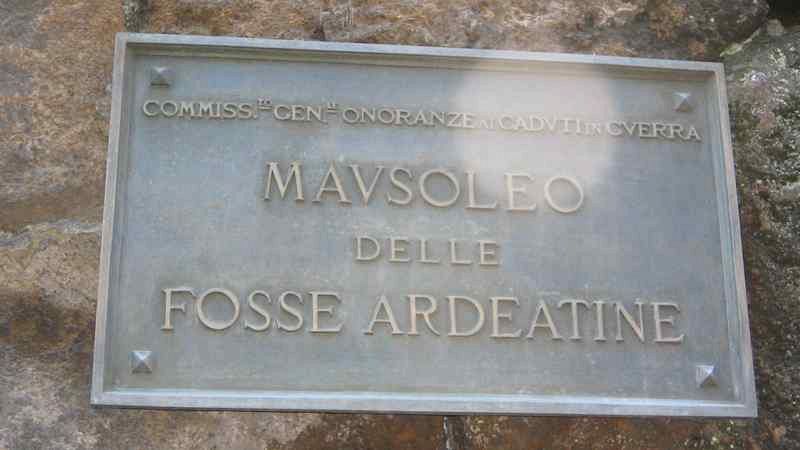 COMMISS.TO GEN.LE ONORANZE AI CADVTI IN GVERRA
MAVSOLEO
DELLE
FOSSE ARDEATINE